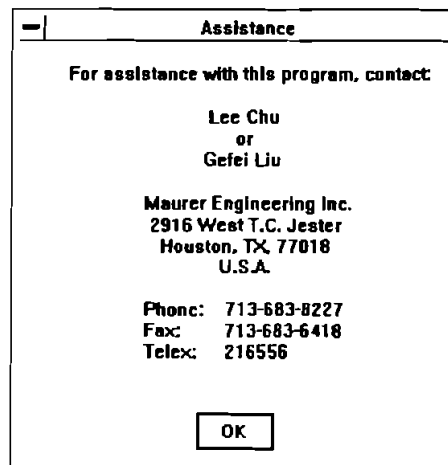 Assistance
For assistance with this program, contact:
Lee Chu
or
Gefei Liu
Maurer Engineering Inc.
2916 West T.C. Jester
Houston, TX, 77018
U.S.A.
Phone: 713-683-8227
Fax: 713-683-6418
Telex: 216556
OK